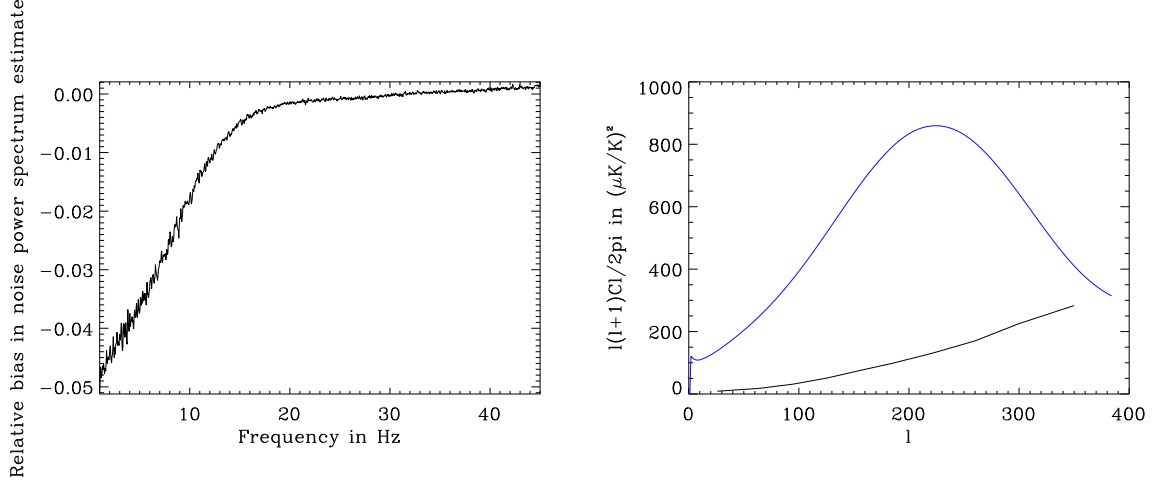 Relative bias in noise power spectrum estimate
0.00
−0.01
−0.02
−0.03
−0.04
−0.05
10 20 30 40
Frequency in Hz
l(l+1)Cl/2pi in (μK/K)²
1000
800
600
400
200
0
0 100 200 300 400
l